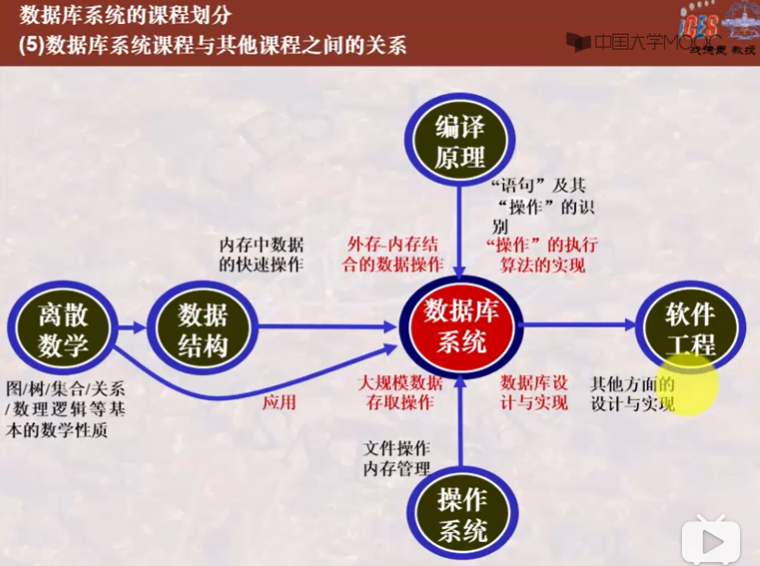 数据库系统的课程划分
(5)数据库系统课程与其他课程之间的关系
ICES
中国大学MOOC
战德臣 教授
编译
原理
“语句”及其
“操作”的识
别
“操作”的执行
算法的实现
内存中数据
的快速操作
外存-内存结
合的数据操作
离散
数学
数据
结构
数据库
系统
软件
工程
图/树/集合/关系
/数理逻辑等基
本的数学性质
应用
大规模数据
存取操作
数据库设
计与实现
其他方面的
设计与实现
文件操作
内存管理
操作
系统